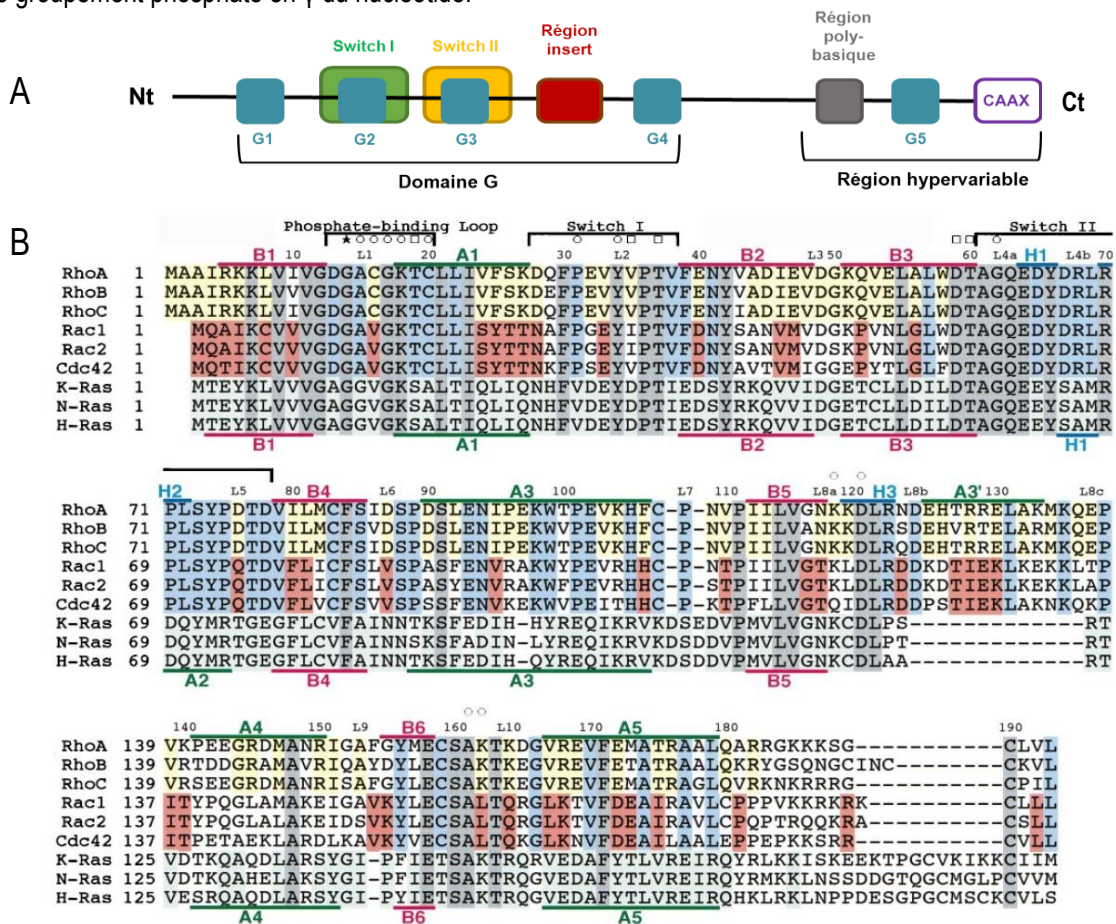 groupement phosphate en γ du nucléotide.
A
Nt
Switch I
Switch II
Région
insert
Région
poly-
basique
CAAX
Ct
G1 G2 G3 G4 G5
Domaine G
Région hypervariable
B
Phosphate-binding Loop Switch I Switch II
B1 10 20 A1 30 L2 40 B2 L3 50 B3 60 L4a H1 L4b 70
RhoA 1 MAAIRKKLVIVGDGACGKTCLLIVFSKDQFPEVYVPTVFENYVADIEVDGKQVELALWDTAGQEDYDRLR
RhoB 1 MAAIRKKLVIVGDGACGKTCLLIVFSKDEFPEVYVPTVFENYVADIEVDGKQVELALWDTAGQEDYDRLR
RhoC 1 MAAIRKKLVIVGDGACGKTCLLIVFSKDQFPEVYVPTVFENYIADIEVDGKQVELALWDTAGQEDYDRLR
Rac1 1 MQAIKCVVVGDGAVGKTCLLISYTTNAFPGEYIPTVFDNYSANVMVDGKPVNLGLWDTAGQEDYDRLR
Rac2 1 MQAIKCVVVGDGAVGKTCLLISYTTNAFPGEYIPTVFDNYSANVMVDSKPVNLGLWDTAGQEDYDRLR
Cdc42 1 MQTIKCVVVGDGAVGKTCLLISYTTNKFPSEYVPTVFDNYAVTVMIGGEPYTLGLFDTAGQEDYDRLR
K-Ras 1 MTEYKLVVVGAGGVGKSALTIQLIQNHFVDEYDPTIEDSYRKQVVIDGETCLLDILDTAGQEEYSAMR
N-Ras 1 MTEYKLVVVGAGGVGKSALTIQLIQNHFVDEYDPTIEDSYRKQVVIDGETCLLDILDTAGQEEYSAMR
H-Ras 1 MTEYKLVVVGAGGVGKSALTIQLIQNHFVDEYDPTIEDSYRKQVVIDGETCLLDILDTAGQEEYSAMR
B1 A1 B2 B3 H1
H2 L5 80 B4 L6 90 A3 100 L7 110 B5 L8a 120 H3 L8b A3' 130 L8c
RhoA 71 PLSYPDTDVILMCFSIDSPDSLENIPEKWTPEVKHFC-P-NVPIILVGNKKDLRNDEHTRRELAKMKQEP
RhoB 71 PLSYPDTDVILMCFSVDSPDSLENIPEKWVPEVKHFC-P-NVPIILVANKKDLRSDEHVRTELARMKQEP
RhoC 71 PLSYPDTDVILMCFSIDSPDSLENIPEKWTPEVKHFC-P-NVPIILVGNKKDLRQDEHTRRELAKMKQEP
Rac1 69 PLSYPQTDVFLICFSLVSPASFENVRAKWYPEVRHHC-P-NTPIILVGTKLDLRDDKDTIEKLKEKKLTP
Rac2 69 PLSYPQTDVFLICFSLVSPASYENVRAKWFPEVRHHC-P-STPIILVGTKLDLRDDKDTIEKLKEKKLAP
Cdc42 69 PLSYPQTDVFLVCFSVVSPSSFENVKEKWVPEITHHC-P-KTPFLLVGTQIDLRDDPSTIEKLAKNKQKP
K-Ras 69 DQYMRTGEGFLCVFAINNTKSFEDIH-HYREQIKRVKDSEDVPMVLVGNKCDLPS------------RT
N-Ras 69 DQYMRTGEGFLCVFAINNSKSFADIN-LYREQIKRVKDSDDVPMVLVGNKCDLPT------------RT
H-Ras 69 DQYMRTGEGFLCVFAINNTKSFEDIH-QYREQIKRVKDSDDVPMVLVGNKCDLAA------------RT
A2 B4 A3 B5
140 A4 150 L9 B6 160 L10 170 A5 180 190
RhoA 139 VKPEEGRDMANRIGAFGYMECSAKTKDGVREVFEMATRAALQARRGKKKSG-----------CLVL
RhoB 139 VRTDDGRAMAVRIQAYDYLECSAKTKEGVREVFETATRAALQKRYGSQNGCINC--------CKVL
RhoC 139 VRSEEGRDMANRISAFGYLECSAKTKEGVREVFEMATRAGLQVRKNKRRRG-----------CPIL
Rac1 137 ITYPQGLAMAKEIGAVKYLECSALTQRGLKTVFDEAIRAVLCPPPVKKRKRK----------CLLL
Rac2 137 ITYPQGLALAKEIDSVKYLECSALTQRGLKTVFDEAIRAVLCPQPTRQQKRA----------CSLL
Cdc42 137 ITPETAEKLARDLKAVKYVECSALTQKGLKNVFDEAILAALEPPEPKKSRR-----------CVLL
K-Ras 125 VDTKQAQDLARSYGI-PFIETSAKTRQRVEDAFYTLVREIRQYRLKKISKEEKTPGCVKIKKCIIM
N-Ras 125 VDTKQAHELAKSYGI-PFIETSAKTRQGVEDAFYTLVREIRQYRMKKLNSSDDGTQGCMGLPCVVM
H-Ras 125 VESRQAQDLARSYGI-PYIETSAKTRQGVEDAFYTLVREIRQHKLRKLNPPDESGPGCMSCKCVLS
A4 B6 A5